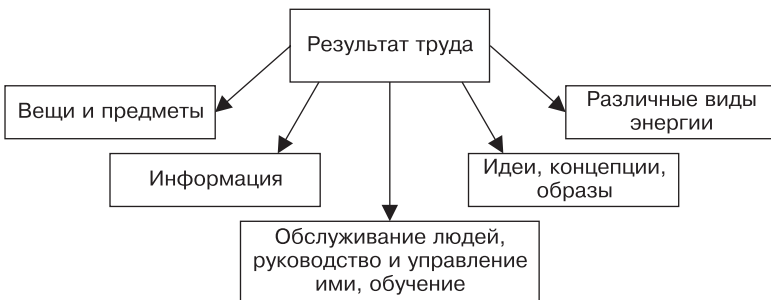 Результат труда
Вещи и предметы
Различные виды
энергии
Информация
Идеи, концепции,
образы
Обслуживание людей,
руководство и управление
ими, обучение